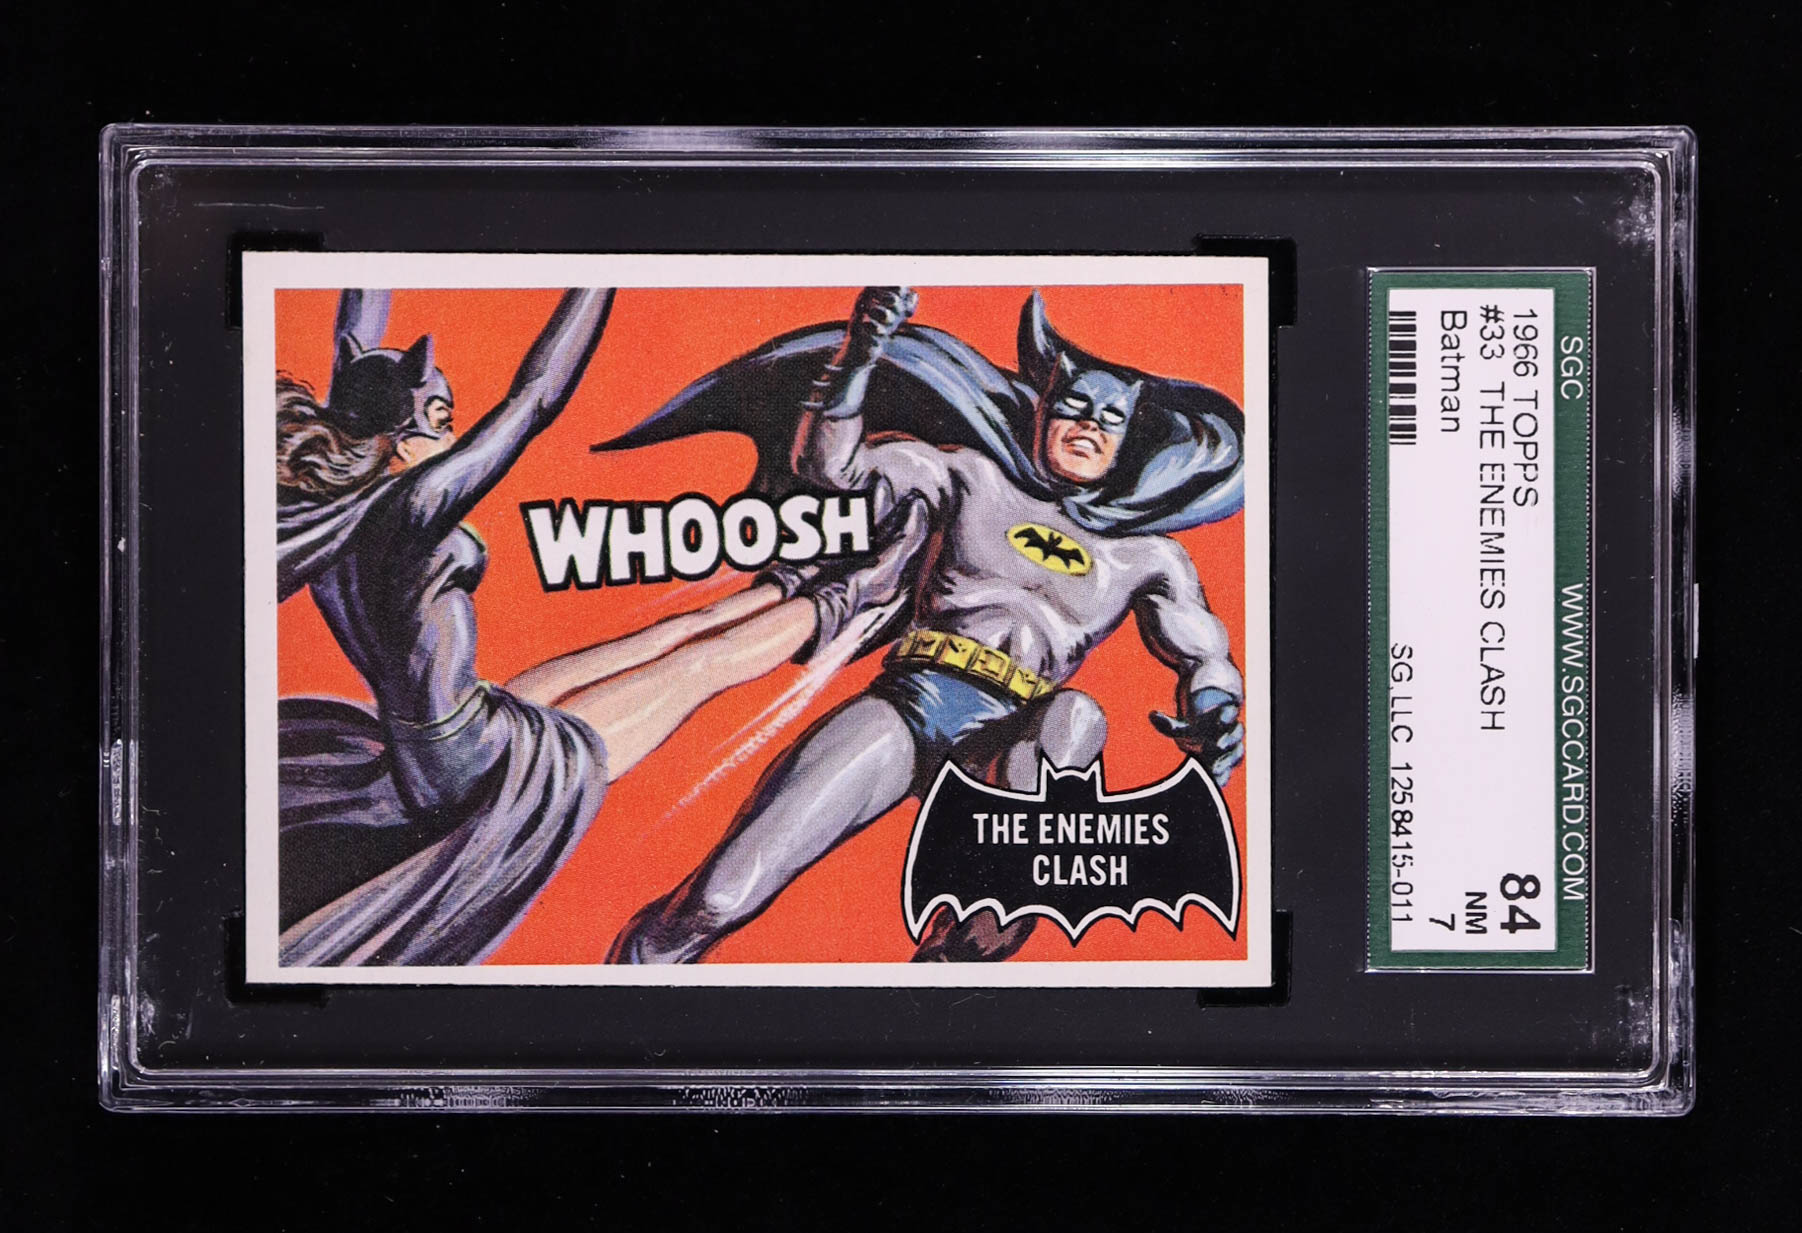 WHOOSH
THE ENEMIES
CLASH
SGC WWW.SGCCARD.COM
1966 TOPPS 84
#33 THE ENEMIES CLASH NM
Batman 7
SG, LLC 1258415-011